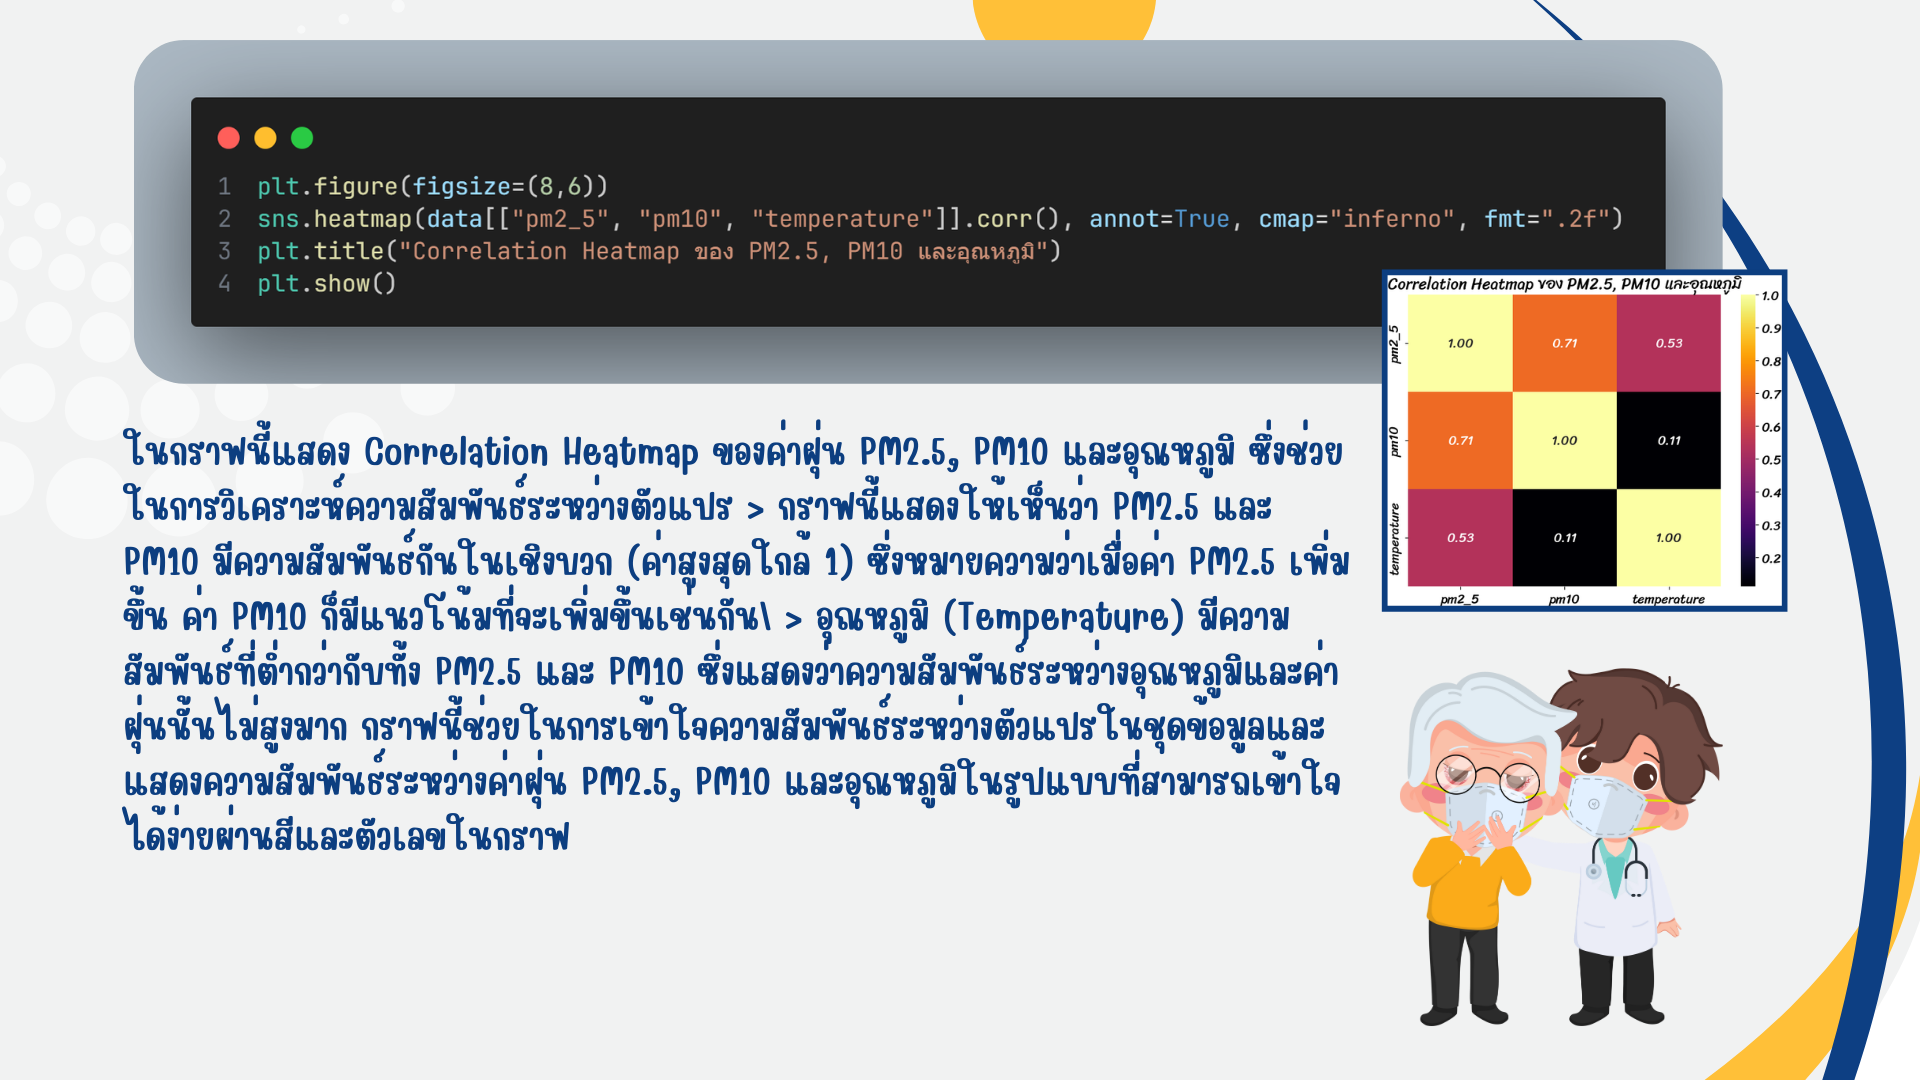 1 plt.figure(figsize=(8,6))
2 sns.heatmap(data[["pm2_5", "pm10", "temperature"]].corr(), annot=True, cmap="inferno", fmt=".2f")
3 plt.title("Correlation Heatmap ของ PM2.5, PM10 และอุณหภูมิ")
4 plt.show()
Correlation Heatmap ของ PM2.5, PM10 และอุณหภูมิ
pm2_5
1.00 0.71 0.53
pm10
0.71 1.00 0.11
temperature
0.53 0.11 1.00
pm2_5 pm10 temperature
1.0
0.9
0.8
0.7
0.6
0.5
0.4
0.3
0.2
ในกราฟนี้แสดง Correlation Heatmap ของค่าฝุ่น PM2.5, PM10 และอุณหภูมิ ซึ่งช่วย
ในการวิเคราะห์ความสัมพันธ์ระหว่างตัวแปร > กราฟนี้แสดงให้เห็นว่า PM2.5 และ
PM10 มีความสัมพันธ์กันในเชิงบวก (ค่าสูงสุดใกล้ 1) ซึ่งหมายความว่าเมื่อค่า PM2.5 เพิ่ม
ขึ้น ค่า PM10 ก็มีแนวโน้มที่จะเพิ่มขึ้นเช่นกัน\ > อุณหภูมิ (Temperature) มีความ
สัมพันธ์ที่ต่ำกว่ากับทั้ง PM2.5 และ PM10 ซึ่งแสดงว่าความสัมพันธ์ระหว่างอุณหภูมิและค่า
ฝุ่นนั้นไม่สูงมาก กราฟนี้ช่วยในการเข้าใจความสัมพันธ์ระหว่างตัวแปรในชุดข้อมูลและ
แสดงความสัมพันธ์ระหว่างค่าฝุ่น PM2.5, PM10 และอุณหภูมิในรูปแบบที่สามารถเข้าใจ
ได้ง่ายผ่านสีและตัวเลขในกราฟ